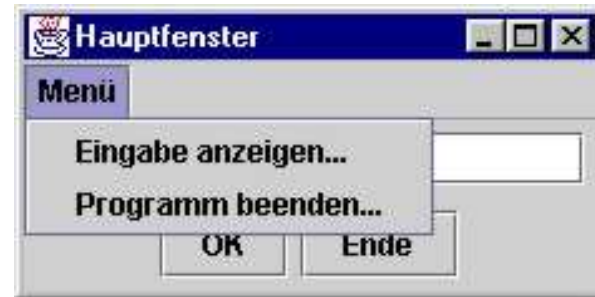 Hauptfenster
Menü
Eingabe anzeigen...
Programm beenden...
OK Ende